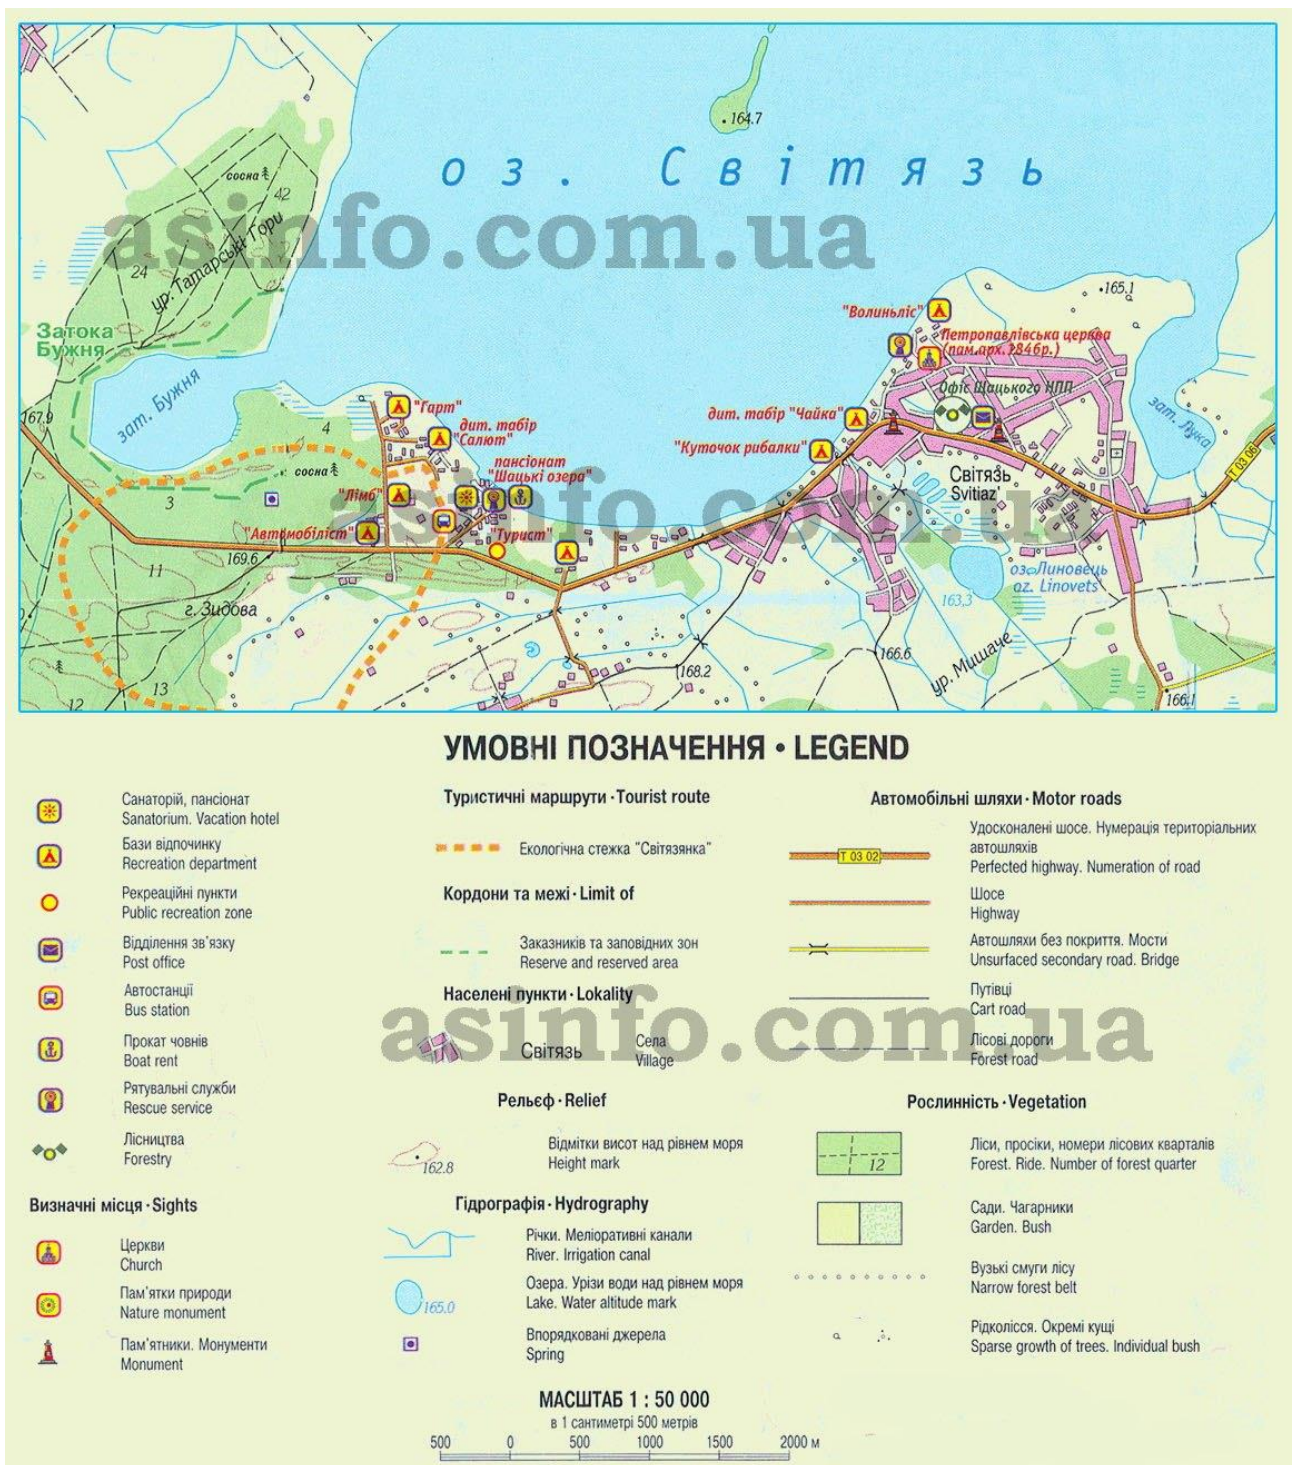 164.7
оз. Світязь
сосна
42
12
asinfo.com.ua
24
ур. Татарські Гори
165.1
"Волиньліс"
Затока
Бужня
Петропавлівська церква
(пам.арх.1846р.)
зат. Бужня
Офіс Шацького НПП
167.9
4
"Гарт"
дит. табір
"Салют"
дит. табір "Чайка"
зат. Лука
"Куточок рибалки"
пансіонат
"Шацькі озера"
сосна
Т 03 06
Світязь
Svitiaz'
3
"Лімб"
asinfo.com.ua
"Автомобіліст"
"Турист"
169.6
11
оз. Линовець
oz. Linovets'
163,3
г. Зидова
ур. Мишаче
166.6
168.2
13
12
166.1
УМОВНІ ПОЗНАЧЕННЯ • LEGEND
Санаторій, пансіонат
Sanatorium. Vacation hotel
Бази відпочинку
Recreation department
Рекреаційні пункти
Public recreation zone
Відділення зв'язку
Post office
Автостанції
Bus station
Прокат човнів
Boat rent
Рятувальні служби
Rescue service
Лісництва
Forestry
Визначні місця · Sights
Церкви
Church
Пам'ятки природи
Nature monument
Пам'ятники. Монументи
Monument
Туристичні маршрути · Tourist route
Екологічна стежка "Світязянка"
Кордони та межі · Limit of
Заказників та заповідних зон
Reserve and reserved area
Населені пункти · Lokality
asinfo.com.ua
Світязь
Села
Village
Рельєф · Relief
162.8
Відмітки висот над рівнем моря
Height mark
Гідрографія · Hydrography
Річки. Меліоративні канали
River. Irrigation canal
165.0
Озера. Урізи води над рівнем моря
Lake. Water altitude mark
Впорядковані джерела
Spring
Автомобільні шляхи · Motor roads
Т 03 02
Удосконалені шосе. Нумерація територіальних
автошляхів
Perfected highway. Numeration of road
Шосе
Highway
Автошляхи без покриття. Мости
Unsurfaced secondary road. Bridge
Путівці
Cart road
Лісові дороги
Forest road
Рослинність · Vegetation
12
Ліси, просіки, номери лісових кварталів
Forest. Ride. Number of forest quarter
Сади. Чагарники
Garden. Bush
Вузькі смуги лісу
Narrow forest belt
Рідколісся. Окремі кущі
Sparse growth of trees. Individual bush
МАСШТАБ 1 : 50 000
в 1 сантиметрі 500 метрів
500 0 500 1000 1500 2000 м